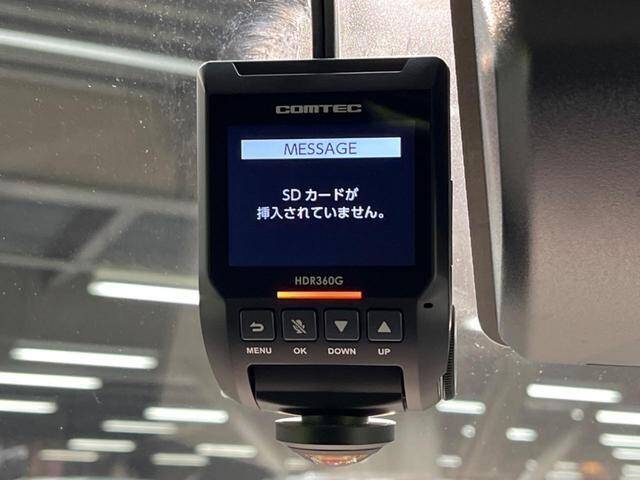 COMTEC
MESSAGE
SDカードが
挿入されていません。
HDR360G
MENU OK DOWN UP